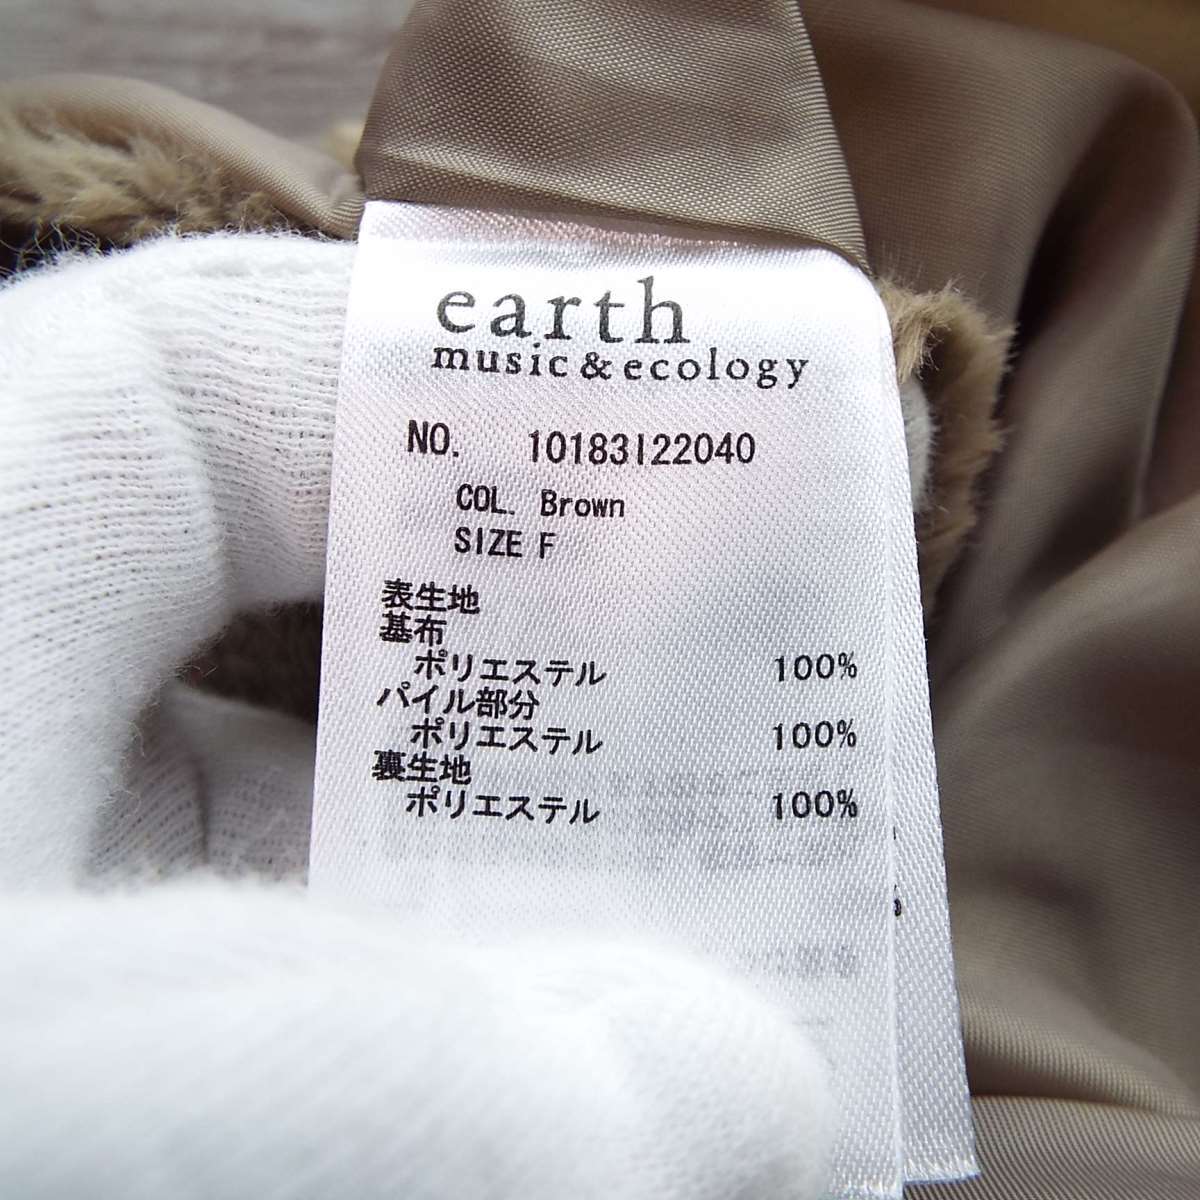 earth
music & ecology
NO. 10183122040
COL. Brown
SIZE F
表生地
基布
ポリエステル 100%
パイル部分
ポリエステル 100%
裏生地
ポリエステル 100%